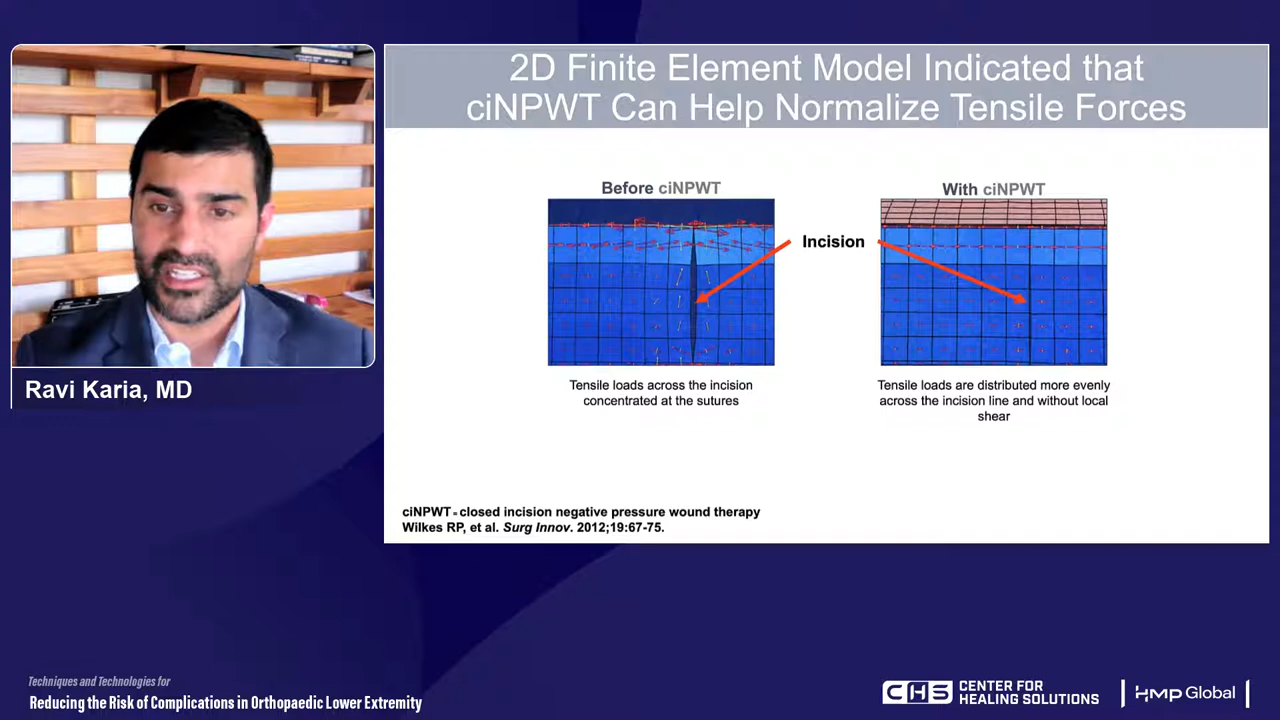 2D Finite Element Model Indicated that
ciNPWT Can Help Normalize Tensile Forces
Before ciNPWT
With ciNPWT
Incision
Tensile loads across the incision
concentrated at the sutures
Tensile loads are distributed more evenly
across the incision line and without local
shear
Ravi Karia, MD
ciNPWT = closed incision negative pressure wound therapy
Wilkes RP, et al. Surg Innov. 2012;19:67-75.
Techniques and Technologies for
Reducing the Risk of Complications in Orthopaedic Lower Extremity
CHS CENTER FOR
HEALING SOLUTIONS
HMP Global